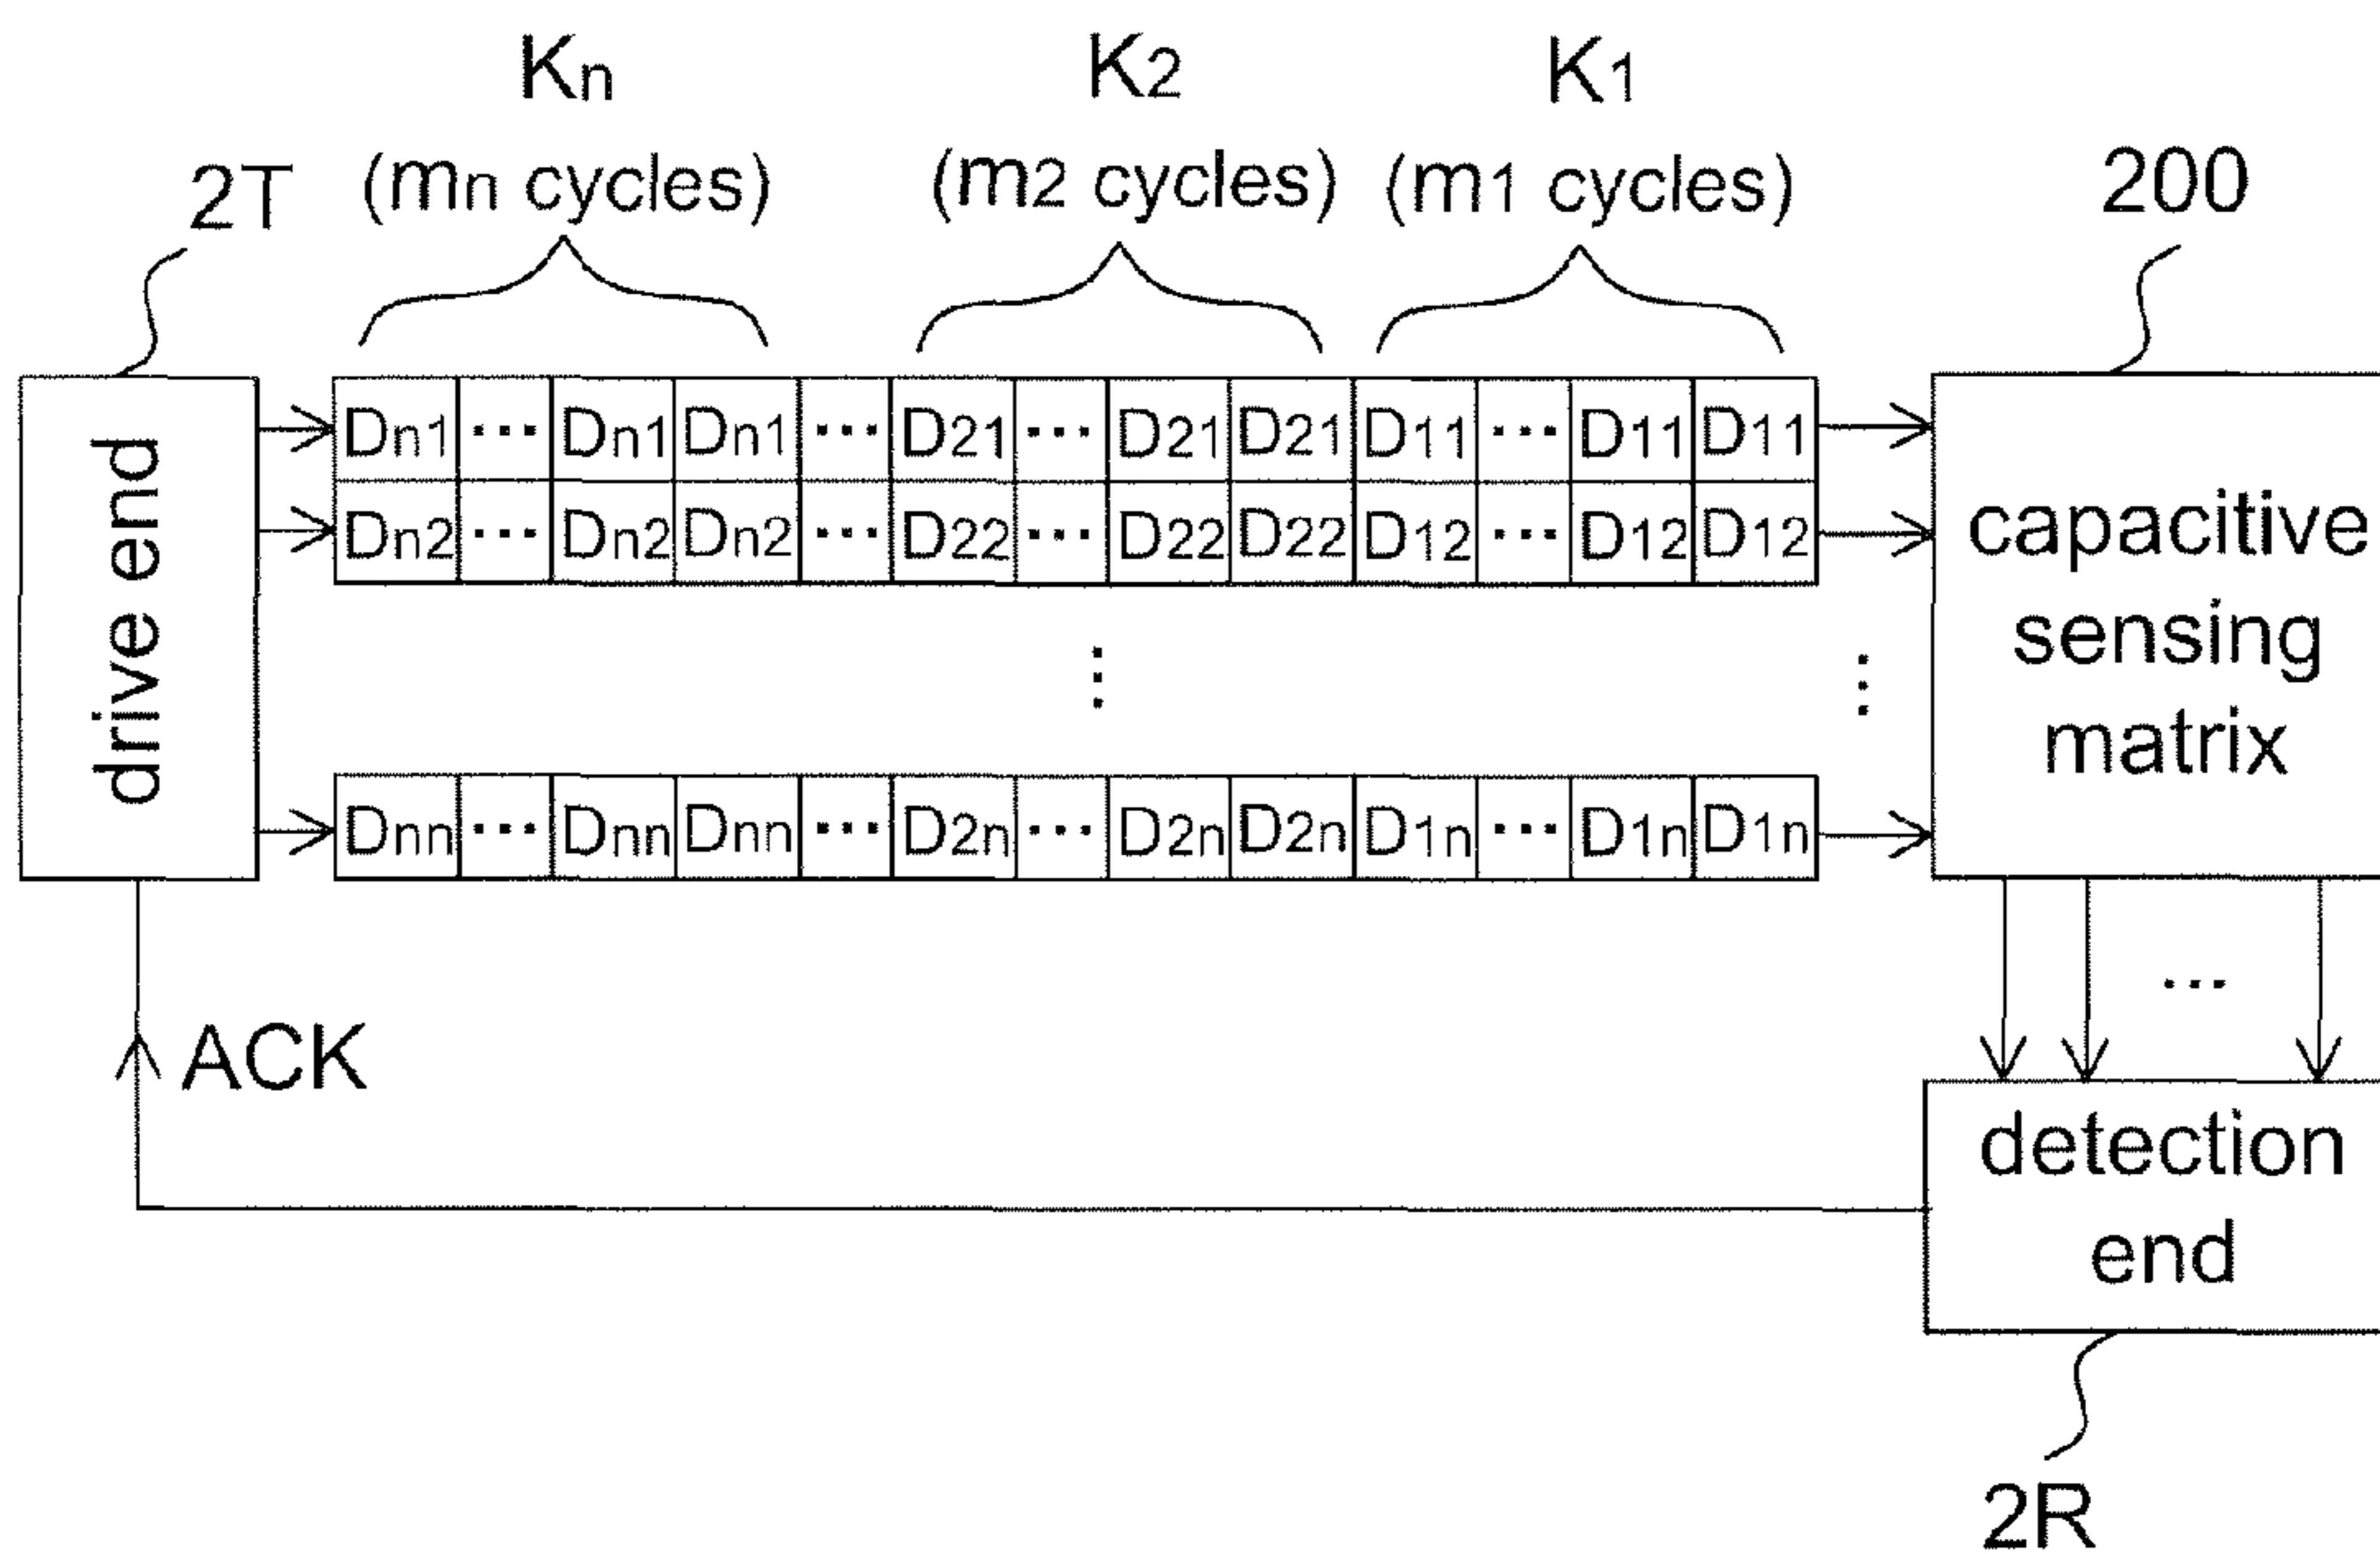 Kn K2 K1
2T (mn cycles) (m2 cycles) (m1 cycles) 200
drive end
Dn1 ... Dn1 Dn1 ... D21 ... D21 D21 D11 ... D11 D11
Dn2 ... Dn2 Dn2 ... D22 ... D22 D22 D12 ... D12 D12
Dnn ... Dnn Dnn ... D2n ... D2n D2n D1n ... D1n D1n
capacitive
sensing
matrix
...
ACK
detection
end
2R